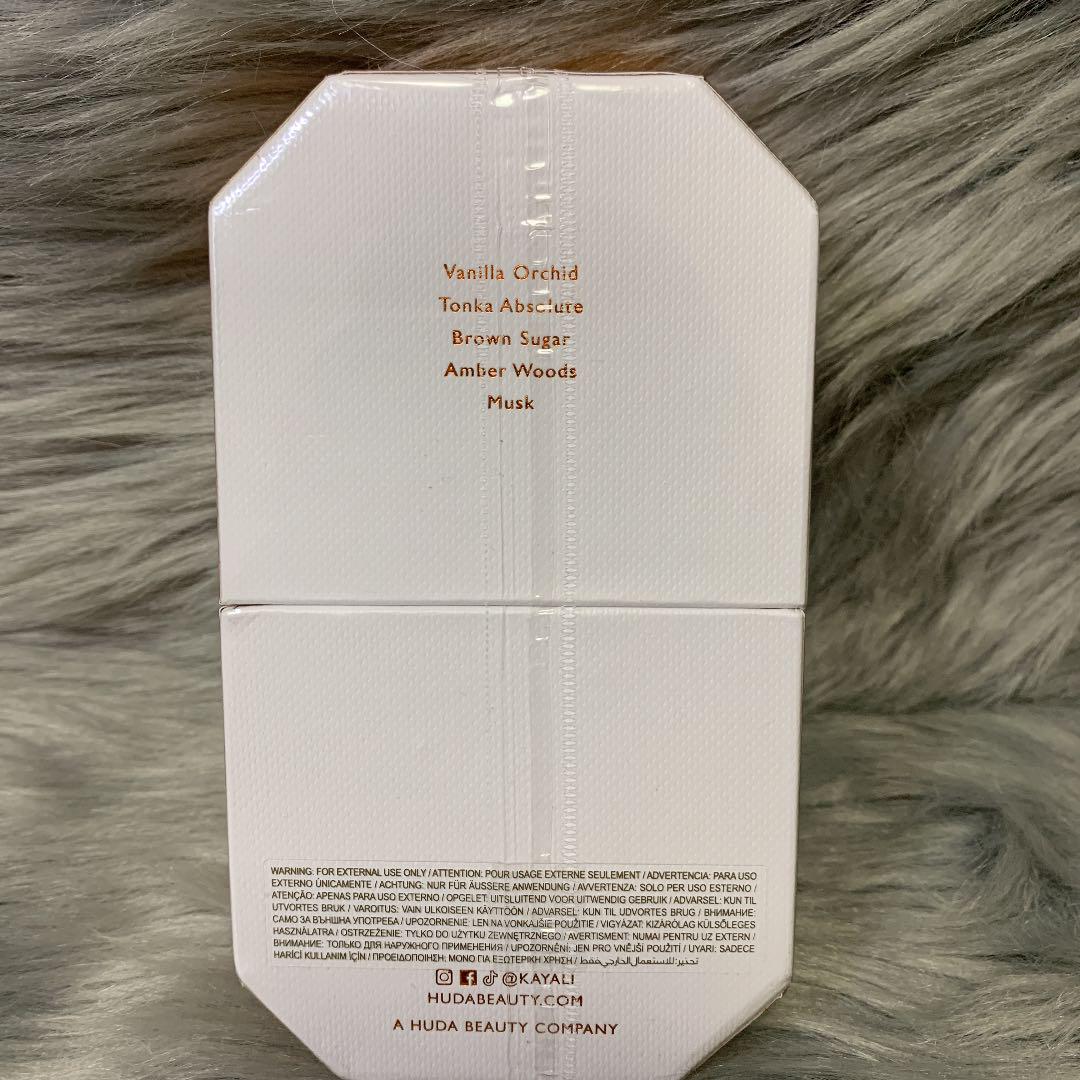 Vanilla Orchid
Tonka Absolute
Brown Sugar
Amber Woods
Musk
WARNING: FOR EXTERNAL USE ONLY / ATTENTION: POUR USAGE EXTERNE SEULEMENT / ADVERTENCIA: PARA USO
EXTERNO ÚNICAMENTE / ACHTUNG: NUR FÜR ÄUSSERE ANWENDUNG / AVVERTENZA: SOLO PER USO ESTERNO /
ATENÇÃO: APENAS PARA USO EXTERNO / OPGELET: UITSLUITEND VOOR UITWENDIG GEBRUIK / ADVARSEL: KUN TIL
UTVORTES BRUK / VAROITUS: VAIN ULKOISEEN KÄYTTÖÖN / ADVARSEL: KUN TIL UDVORTES BRUG / ВНИМАНИЕ:
САМО ЗА ВЪНШНА УПОТРЕБА / UPOZORNENIE: LEN NA VONKAJŠIE POUŽITIE / VIGYÁZAT: KIZÁRÓLAG KÜLSŐLEGES
HASZNÁLATRA / OSTRZEŻENIE: TYLKO DO UŻYTKU ZEWNĘTRZNEGO / AVERTISMENT: NUMAI PENTRU UZ EXTERN /
ВНИМАНИЕ: ТОЛЬКО ДЛЯ НАРУЖНОГО ПРИМЕНЕНИЯ / UPOZORNĚNÍ: JEN PRO VNĚJŠÍ POUŽITÍ / UYARI: SADECE
HARİCİ KULLANIM İÇİN / ΠΡΟΕΙΔΟΠΟΙΗΣΗ: ΜΟΝΟ ΓΙΑ ΕΞΩΤΕΡΙΚΗ ΧΡΗΣΗ / تحذير: للاستعمال الخارجي فقط
@KAYALI
HUDABEAUTY.COM
A HUDA BEAUTY COMPANY